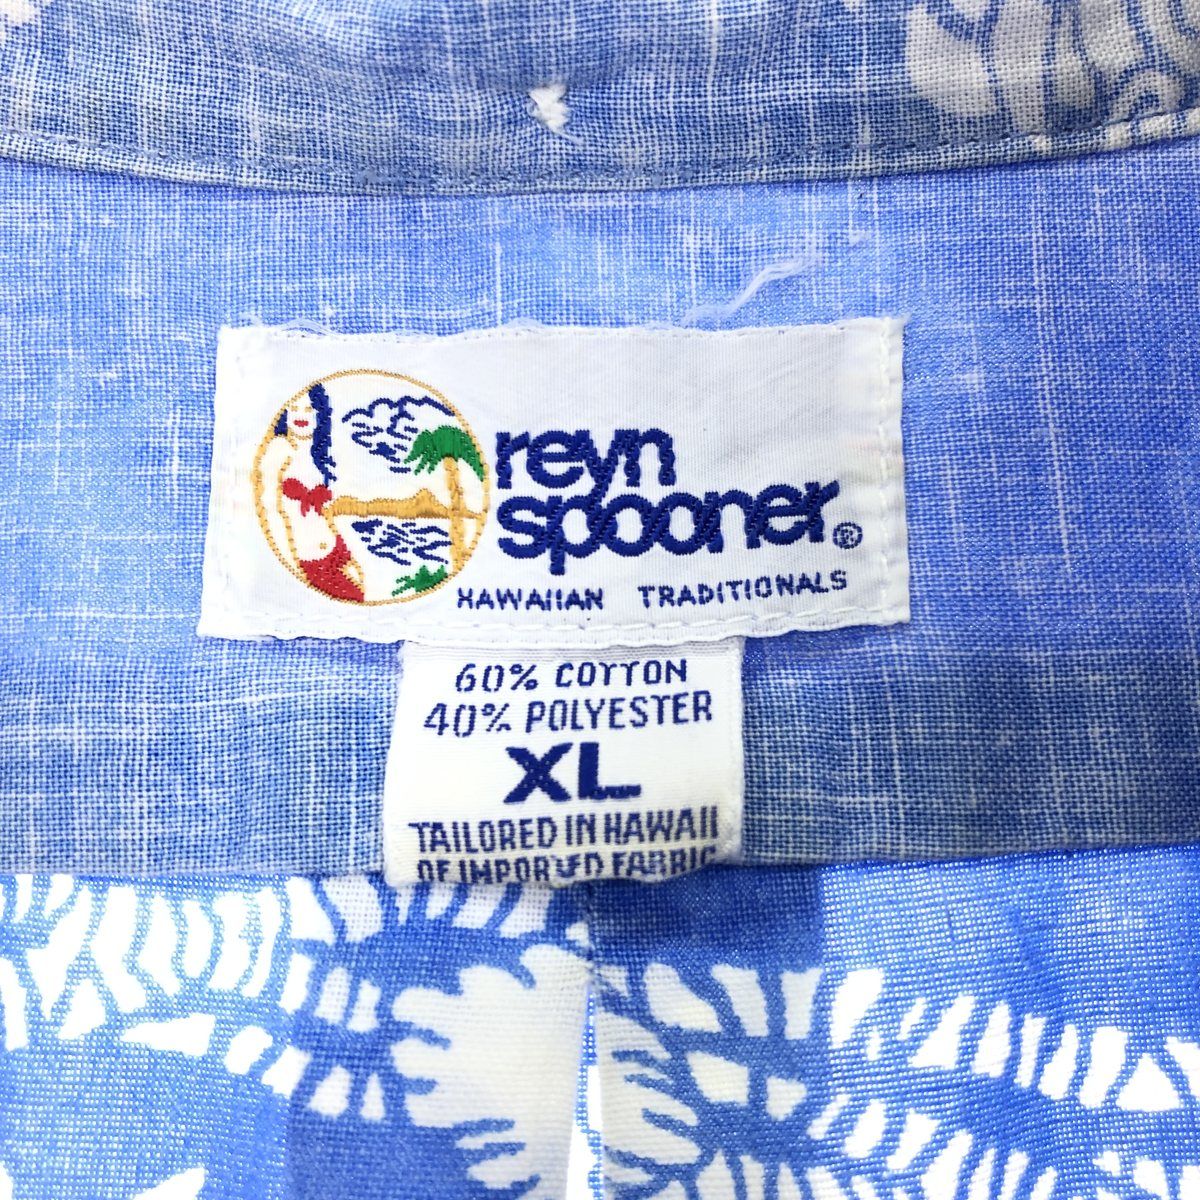 reyn
spooner®
HAWAIIAN TRADITIONALS
60% COTTON
40% POLYESTER
XL
TAILORED IN HAWAII
OF IMPORTED FABRIC